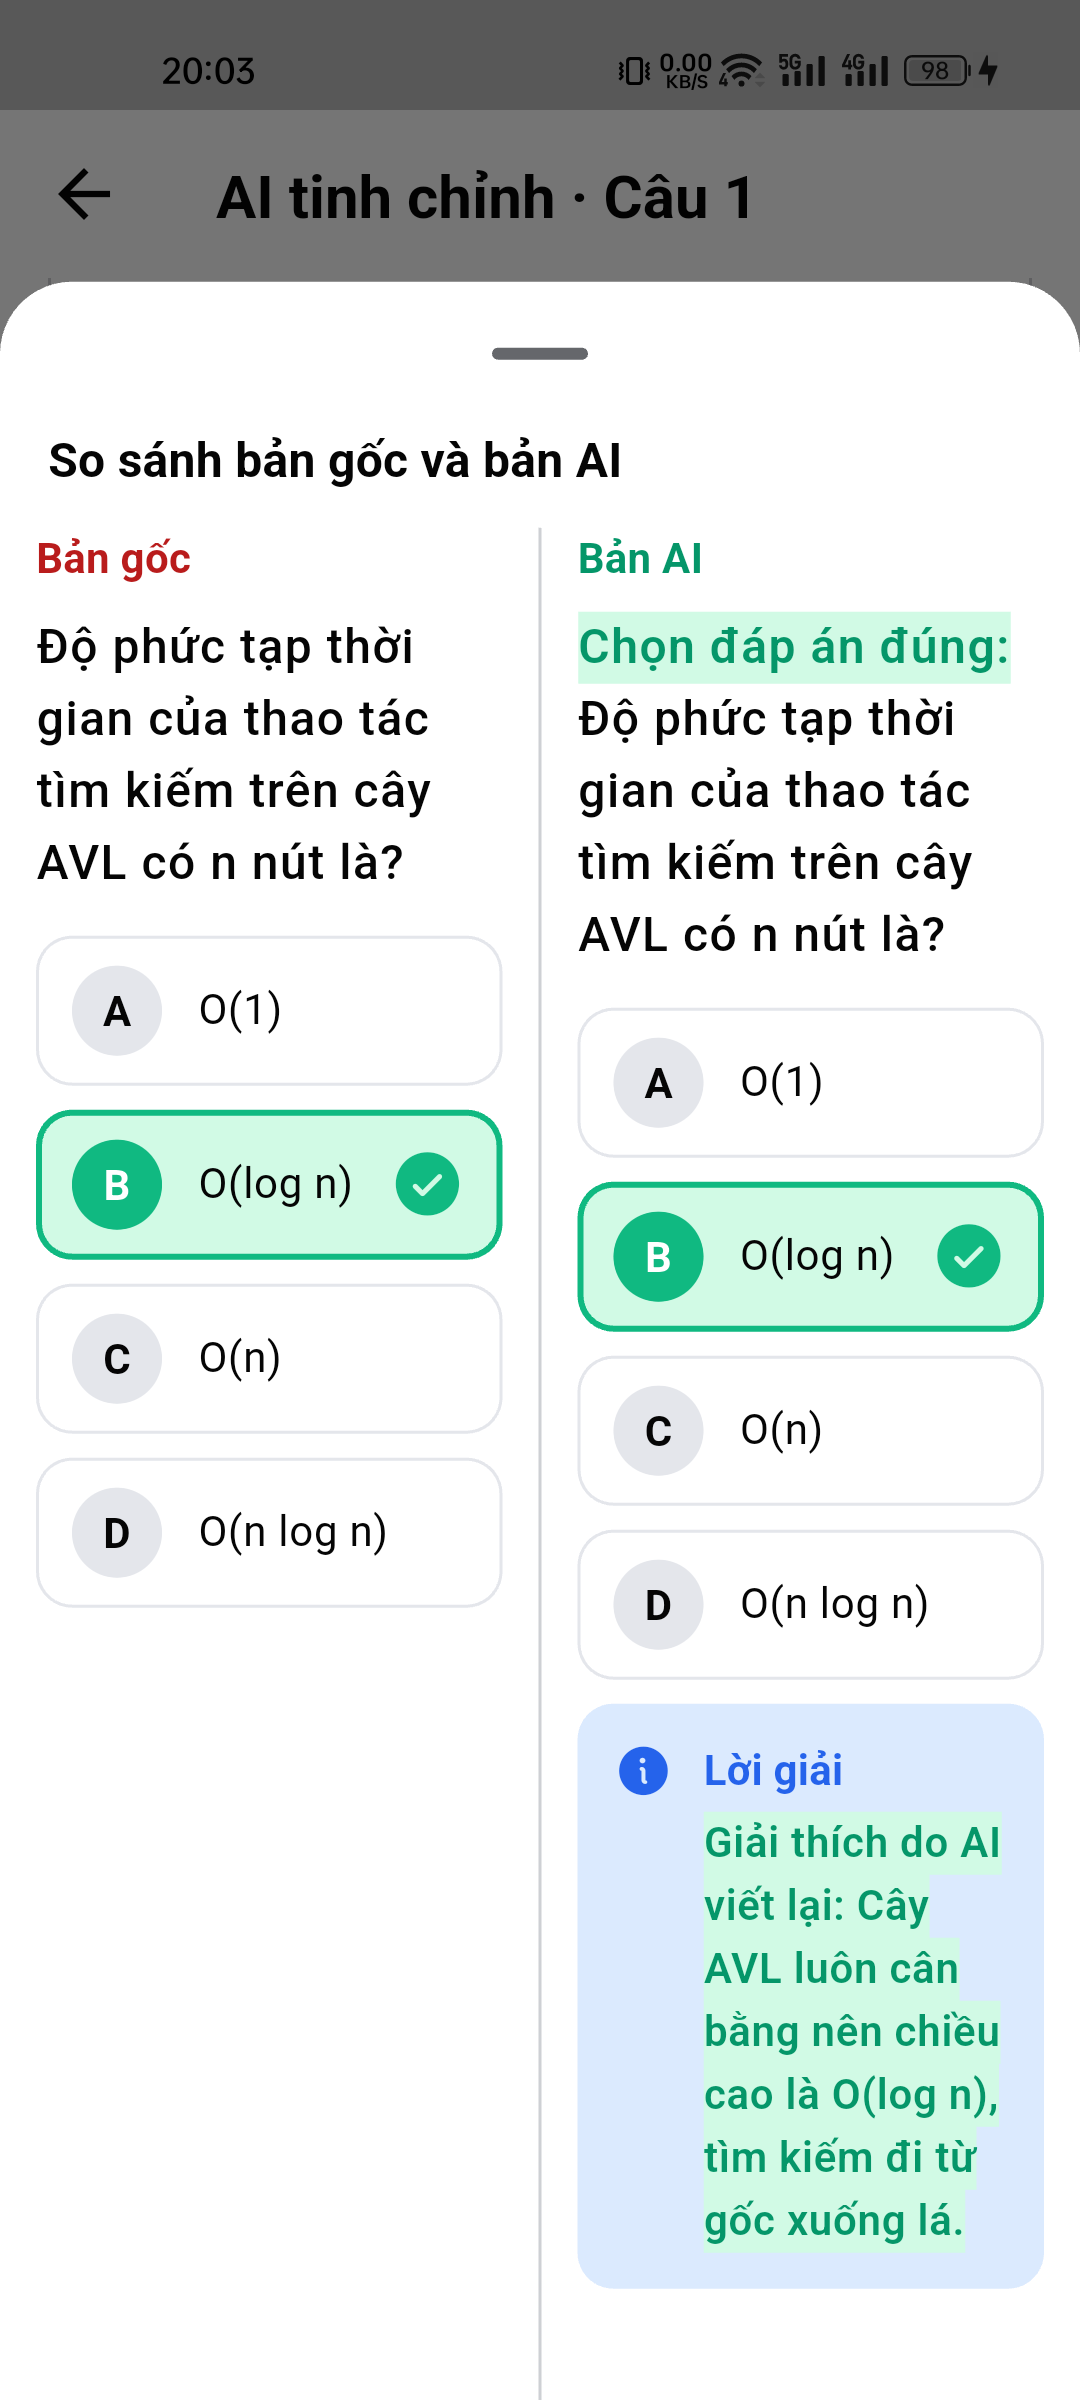 20:03
0.00
KB/S
4
5G
4G
98
AI tinh chỉnh · Câu 1
So sánh bản gốc và bản AI
Bản gốc
Độ phức tạp thời
gian của thao tác
tìm kiếm trên cây
AVL có n nút là?
A O(1)
B O(log n)
C O(n)
D O(n log n)
Bản AI
Chọn đáp án đúng:
Độ phức tạp thời
gian của thao tác
tìm kiếm trên cây
AVL có n nút là?
A O(1)
B O(log n)
C O(n)
D O(n log n)
Lời giải
Giải thích do AI
viết lại: Cây
AVL luôn cân
bằng nên chiều
cao là O(log n),
tìm kiếm đi từ
gốc xuống lá.